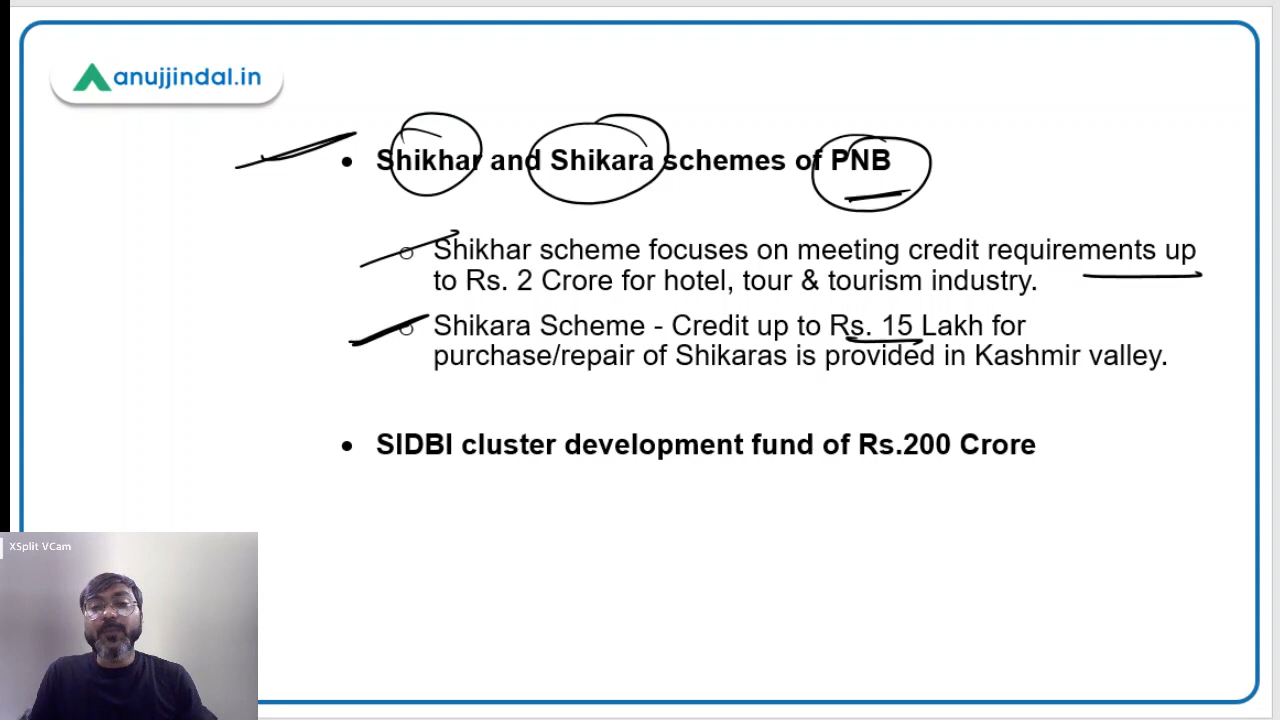 anujjindal.in
• Shikhar and Shikara schemes of PNB
○ Shikhar scheme focuses on meeting credit requirements up
to Rs. 2 Crore for hotel, tour & tourism industry.
○ Shikara Scheme - Credit up to Rs. 15 Lakh for
purchase/repair of Shikaras is provided in Kashmir valley.
• SIDBI cluster development fund of Rs.200 Crore
XSplit VCam